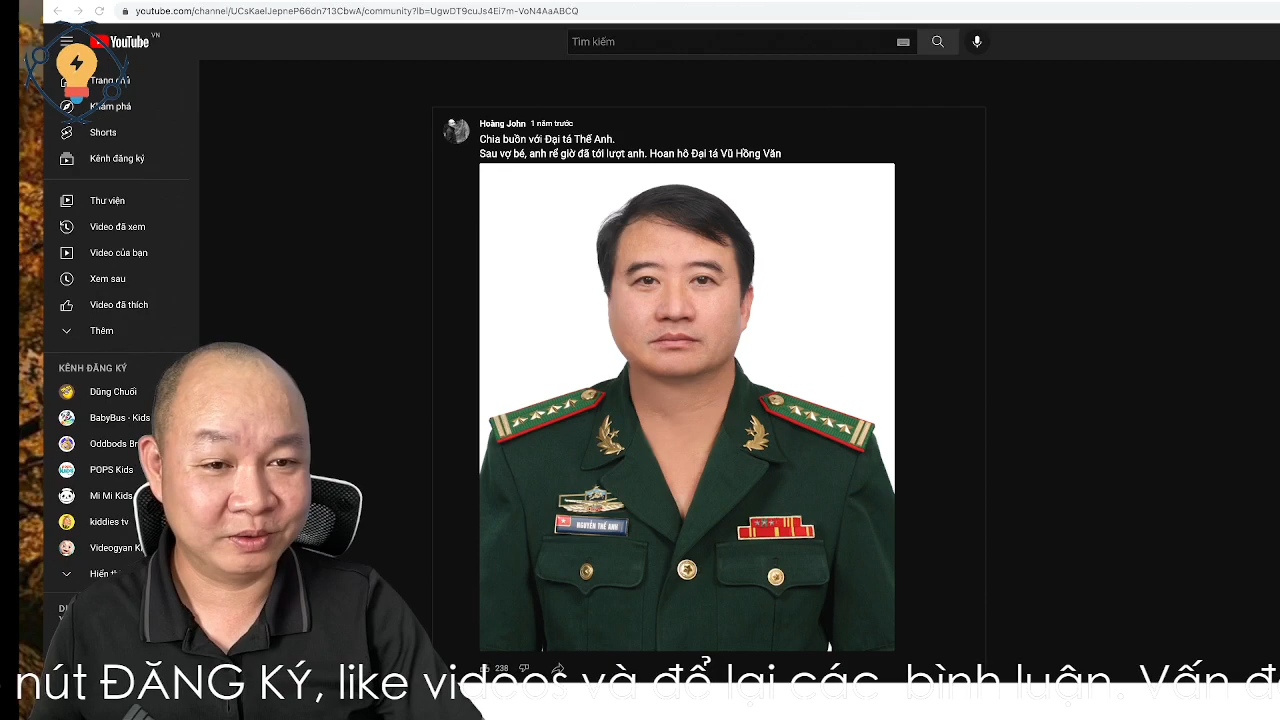 youtube.com/channel/UCsKaelJepneP66dn713CbwA/community?lb=UgwDT9cuJs4Ei7m-VoN4AaABCQ
YouTube VN
Tìm kiếm
Trang chủ
Khám phá
Shorts
Kênh đăng ký
Thư viện
Video đã xem
Video của bạn
Xem sau
Video đã thích
Thêm
KÊNH ĐĂNG KÝ
Dũng Chuối
BabyBus - Kids
Oddbods
POPS Kids
Mi Mi Kids
kiddies tv
Videogyan
Hoàng John 1 năm trước
Chia buồn với Đại tá Thế Anh.
Sau vợ bé, anh rể giờ đã tới lượt anh. Hoan hô Đại tá Vũ Hồng Văn
NGUYỄN THẾ ANH
238
nút ĐĂNG KÝ, like videos và để lại các bình luận. Vấn